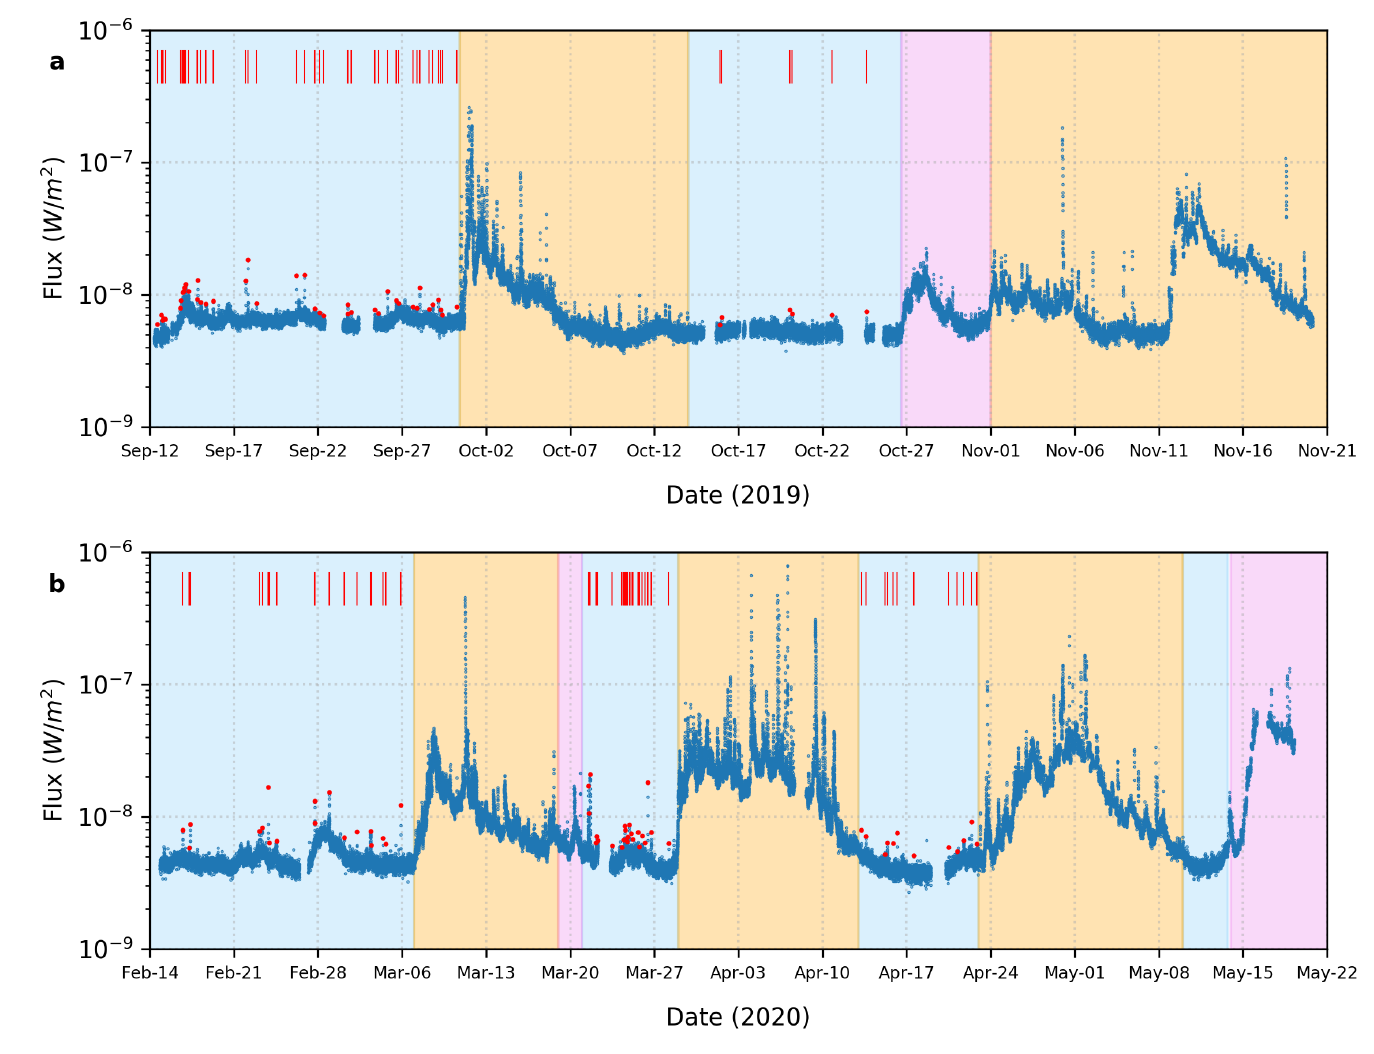 a
10⁻⁶
10⁻⁷
10⁻⁸
10⁻⁹
Flux (W/m²)
Sep-12 Sep-17 Sep-22 Sep-27 Oct-02 Oct-07 Oct-12 Oct-17 Oct-22 Oct-27 Nov-01 Nov-06 Nov-11 Nov-16 Nov-21
Date (2019)
b
10⁻⁶
10⁻⁷
10⁻⁸
10⁻⁹
Flux (W/m²)
Feb-14 Feb-21 Feb-28 Mar-06 Mar-13 Mar-20 Mar-27 Apr-03 Apr-10 Apr-17 Apr-24 May-01 May-08 May-15 May-22
Date (2020)